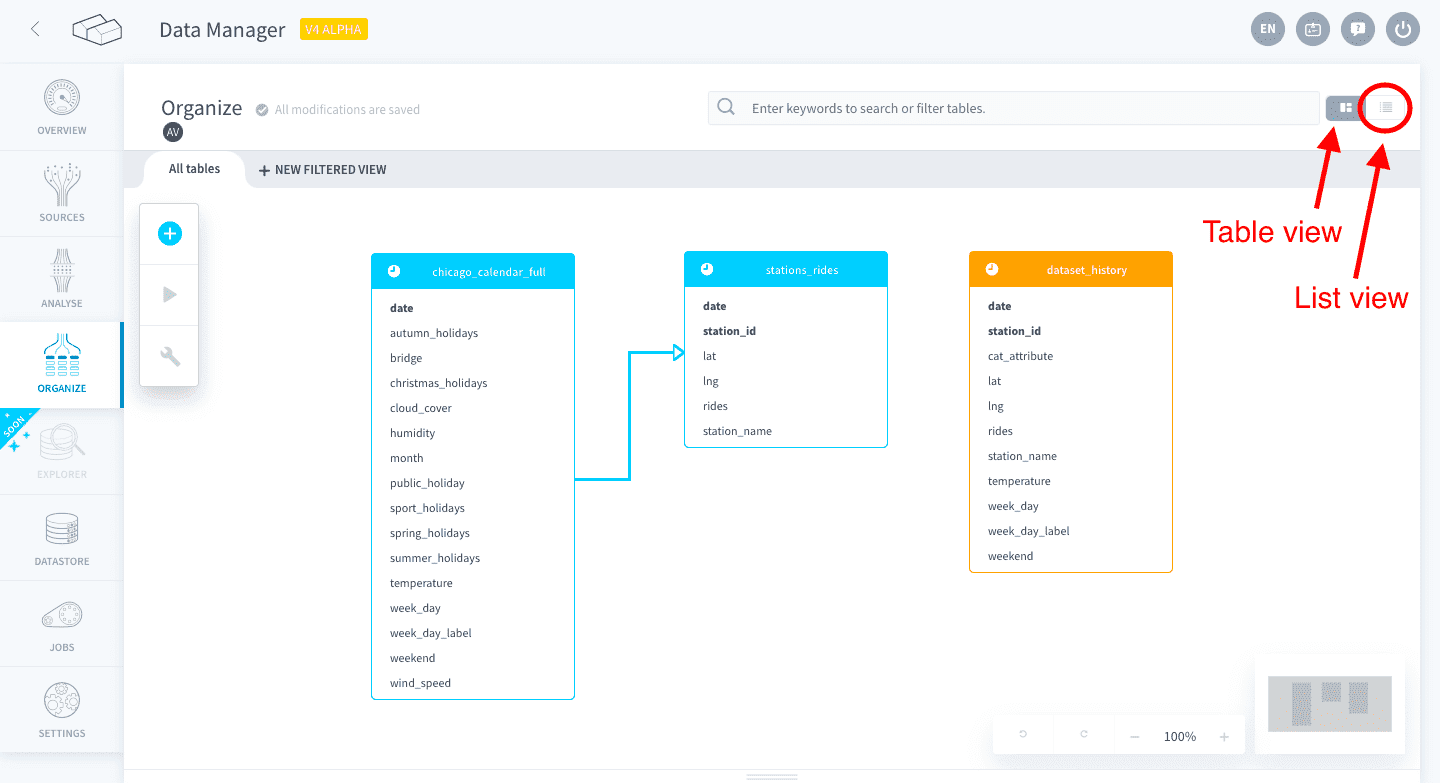 Data Manager V4 ALPHA
EN
Organize All modifications are saved
AV
Enter keywords to search or filter tables.
Table view
List view
All tables
+ NEW FILTERED VIEW
OVERVIEW
SOURCES
ANALYSE
ORGANIZE
SOON
EXPLORER
DATASTORE
JOBS
SETTINGS
chicago_calendar_full
date
autumn_holidays
bridge
christmas_holidays
cloud_cover
humidity
month
public_holiday
sport_holidays
spring_holidays
summer_holidays
temperature
week_day
week_day_label
weekend
wind_speed
stations_rides
date
station_id
lat
lng
rides
station_name
dataset_history
date
station_id
cat_attribute
lat
lng
rides
station_name
temperature
week_day
week_day_label
weekend
100%